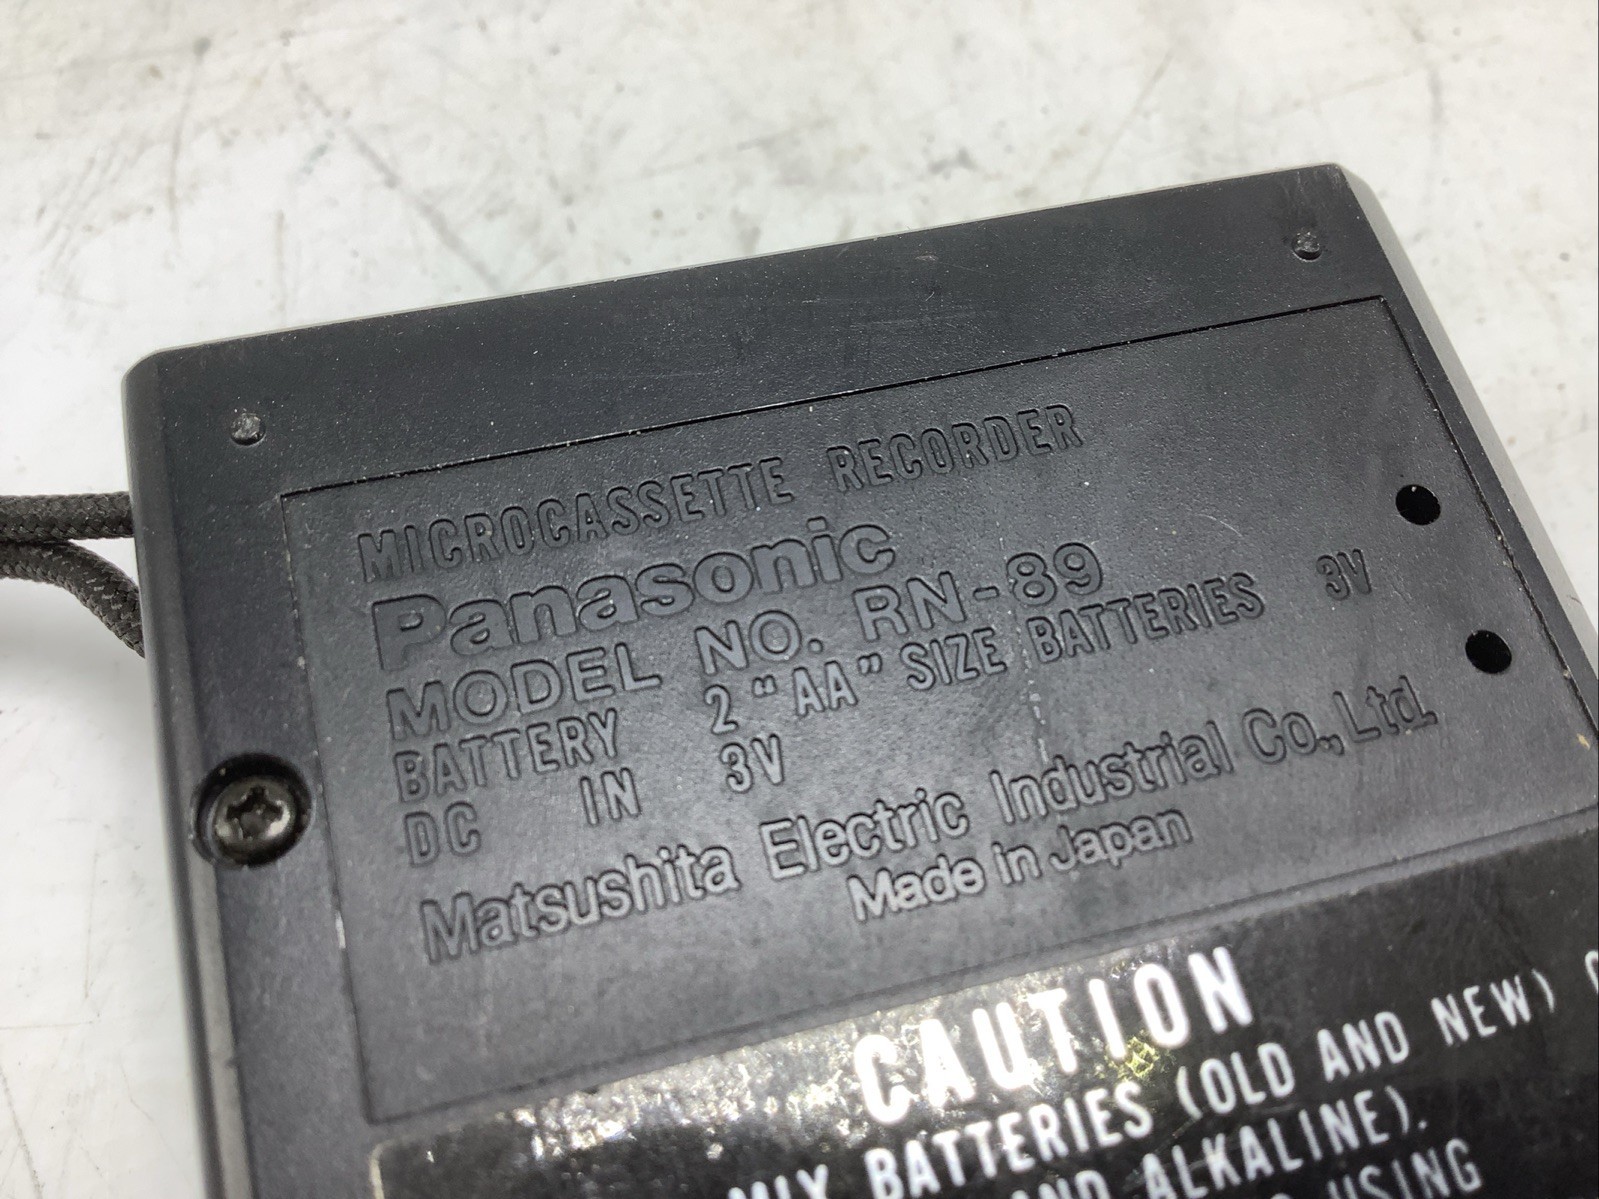 MICROCASSETTE RECORDER
Panasonic
MODEL NO. RN-89
BATTERY 2 "AA" SIZE BATTERIES 3V
DC IN 3V
Matsushita Electric Industrial Co., Ltd.
Made in Japan
CAUTION
MIX BATTERIES (OLD AND NEW)
AND ALKALINE).
USING